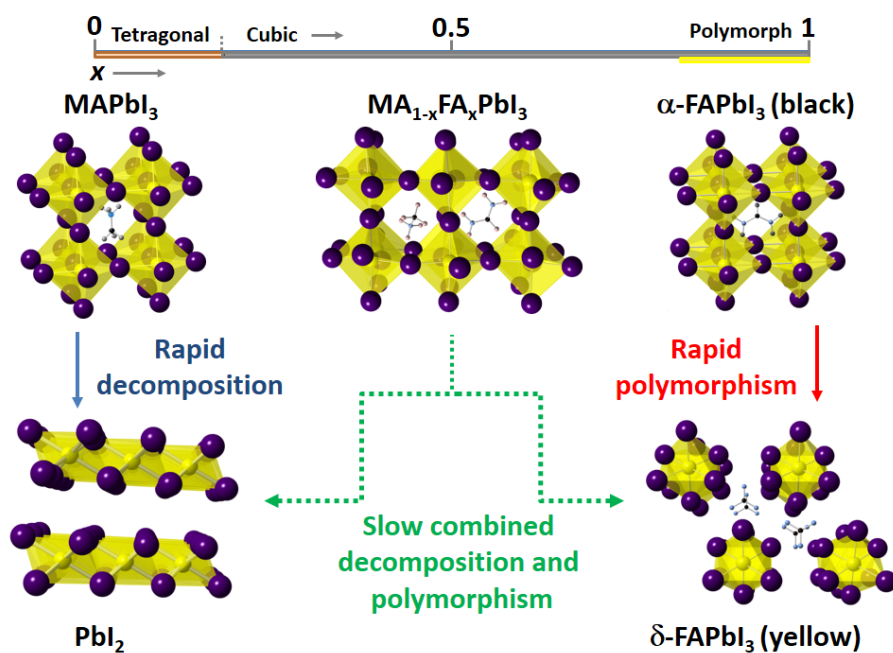 0 0.5 1
Tetragonal Cubic Polymorph
x
MAPbI₃ MA₁₋ₓFAₓPbI₃ α-FAPbI₃ (black)
Rapid
decomposition
Rapid
polymorphism
Slow combined
decomposition and
polymorphism
PbI₂ δ-FAPbI₃ (yellow)